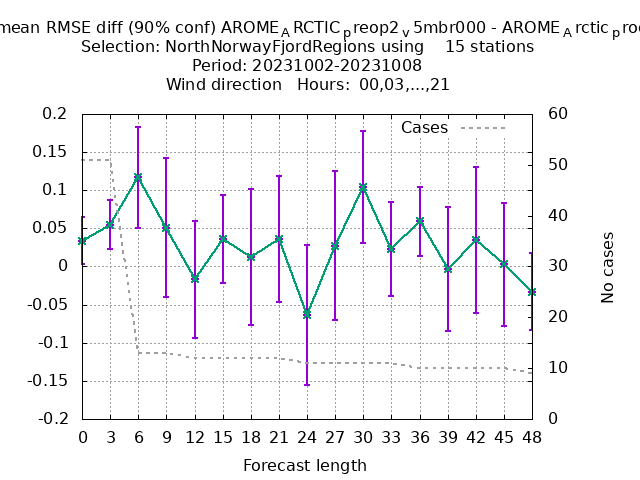 mean RMSE diff (90% conf) AROME_ARCTIC_preop2_v5mbr000 - AROME_Arctic_pro
Selection: NorthNorwayFjordRegions using 15 stations
Period: 20231002-20231008
Wind direction Hours: 00,03,...,21
Cases
0.2
0.15
0.1
0.05
0
-0.05
-0.1
-0.15
-0.2
60
50
40
30
20
10
0
No cases
0 3 6 9 12 15 18 21 24 27 30 33 36 39 42 45 48
Forecast length